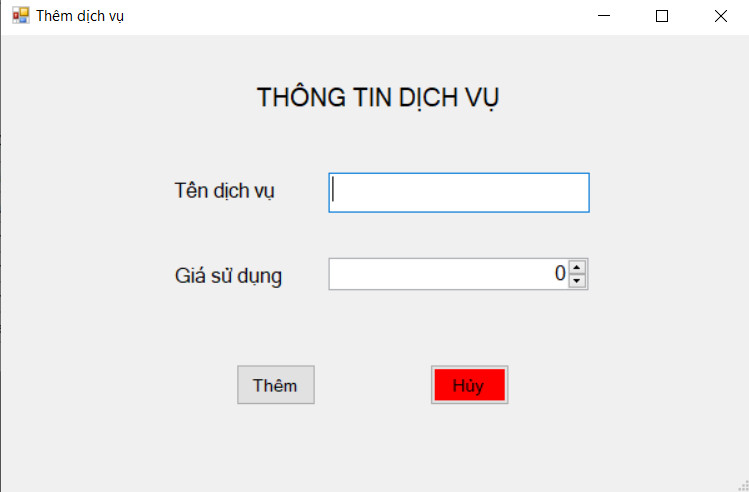 Thêm dịch vụ
THÔNG TIN DỊCH VỤ
Tên dịch vụ
Giá sử dụng 0
Thêm Hủy